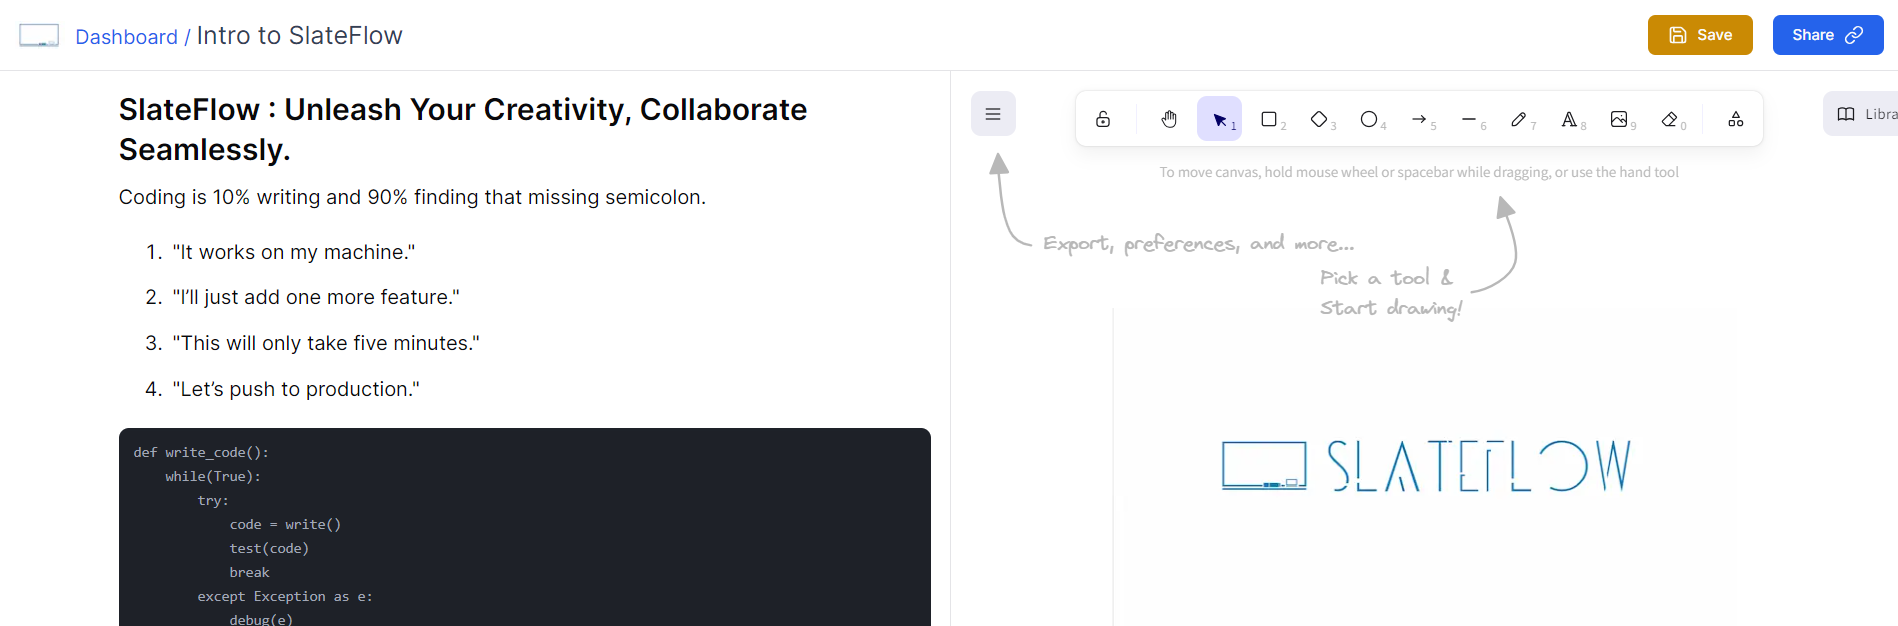 Dashboard / Intro to SlateFlow
Save
Share
SlateFlow : Unleash Your Creativity, Collaborate
Seamlessly.
Coding is 10% writing and 90% finding that missing semicolon.
1. "It works on my machine."
2. "I’ll just add one more feature."
3. "This will only take five minutes."
4. "Let’s push to production."
def write_code():
    while(True):
        try:
            code = write()
            test(code)
            break
        except Exception as e:
            debug(e)
1 2 3 4 5 6 7 8 9 0
Libra
To move canvas, hold mouse wheel or spacebar while dragging, or use the hand tool
Export, preferences, and more...
Pick a tool &
Start drawing!
SLATEFLOW